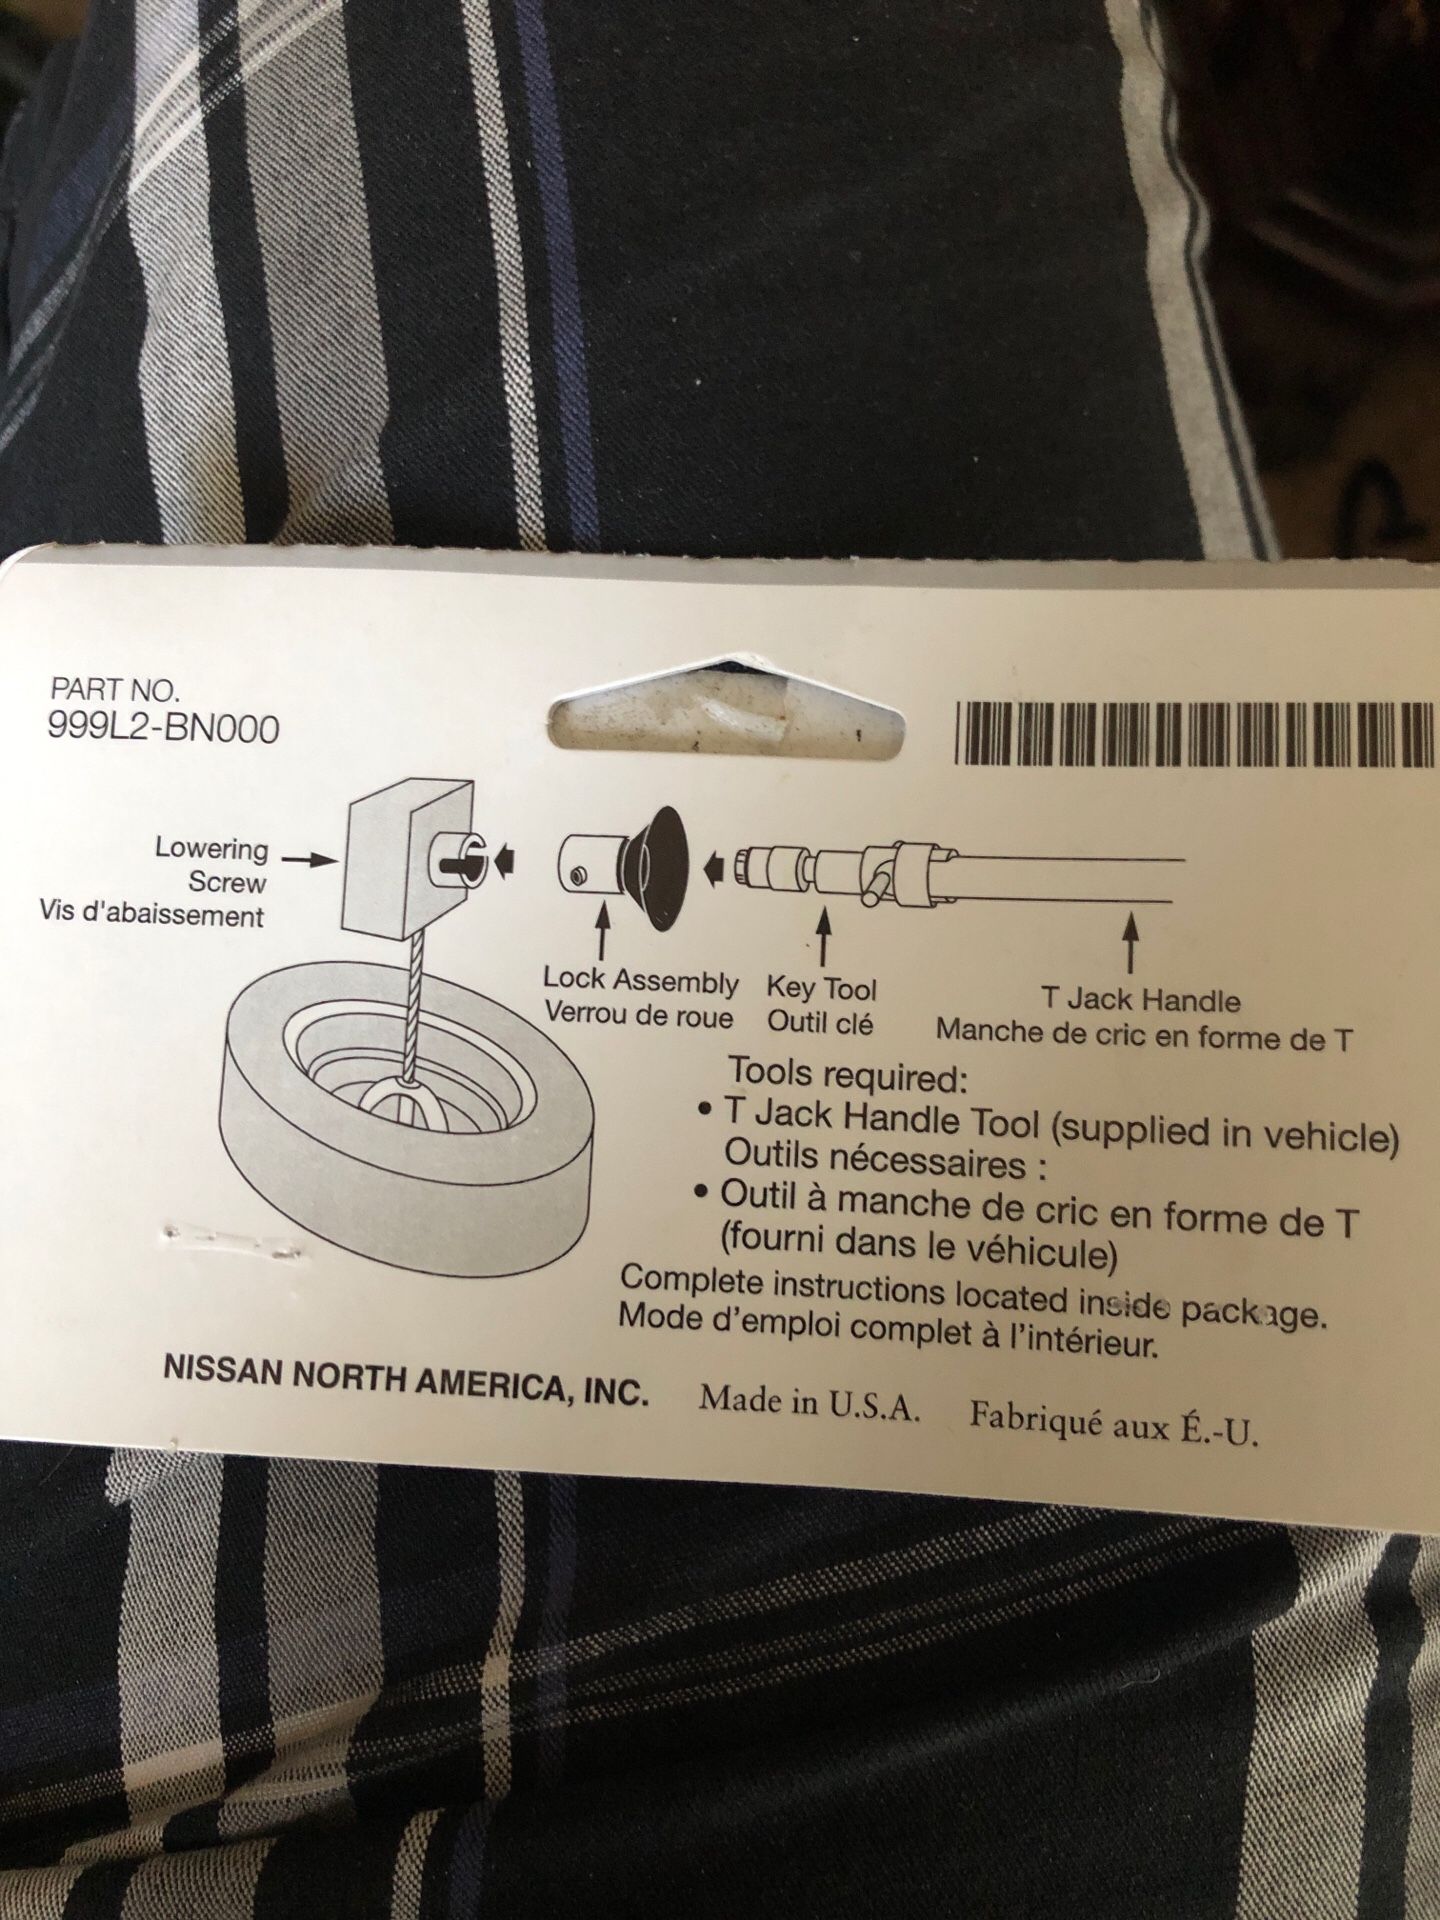 PART NO.
999L2-BN000
Lowering
Screw
Vis d'abaissement
Lock Assembly
Verrou de roue
Key Tool
Outil clé
T Jack Handle
Manche de cric en forme de T
Tools required:
• T Jack Handle Tool (supplied in vehicle)
Outils nécessaires :
• Outil à manche de cric en forme de T
(fourni dans le véhicule)
Complete instructions located inside package.
Mode d'emploi complet à l'intérieur.
NISSAN NORTH AMERICA, INC. Made in U.S.A. Fabriqué aux É.-U.